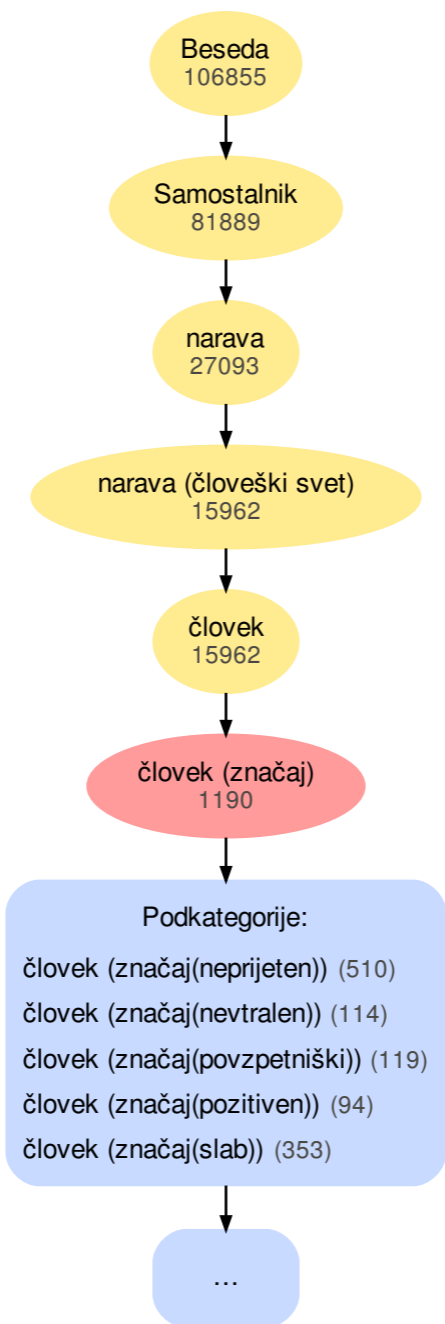 Beseda
106855
Samostalnik
81889
narava
27093
narava (človeški svet)
15962
človek
15962
človek (značaj)
1190
Podkategorije:
človek (značaj(neprijeten)) (510)
človek (značaj(nevtralen)) (114)
človek (značaj(povzpetniški)) (119)
človek (značaj(pozitiven)) (94)
človek (značaj(slab)) (353)
...